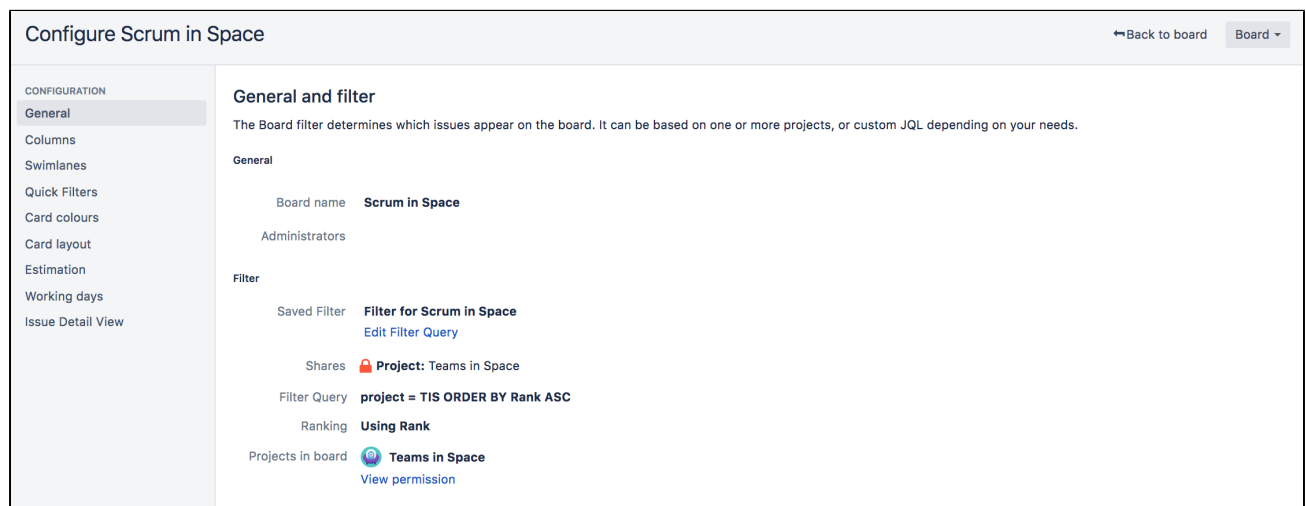 Configure Scrum in Space
Back to board
Board
CONFIGURATION
General
Columns
Swimlanes
Quick Filters
Card colours
Card layout
Estimation
Working days
Issue Detail View
General and filter
The Board filter determines which issues appear on the board. It can be based on one or more projects, or custom JQL depending on your needs.
General
Board name Scrum in Space
Administrators
Filter
Saved Filter Filter for Scrum in Space
Edit Filter Query
Shares Project: Teams in Space
Filter Query project = TIS ORDER BY Rank ASC
Ranking Using Rank
Projects in board Teams in Space
View permission